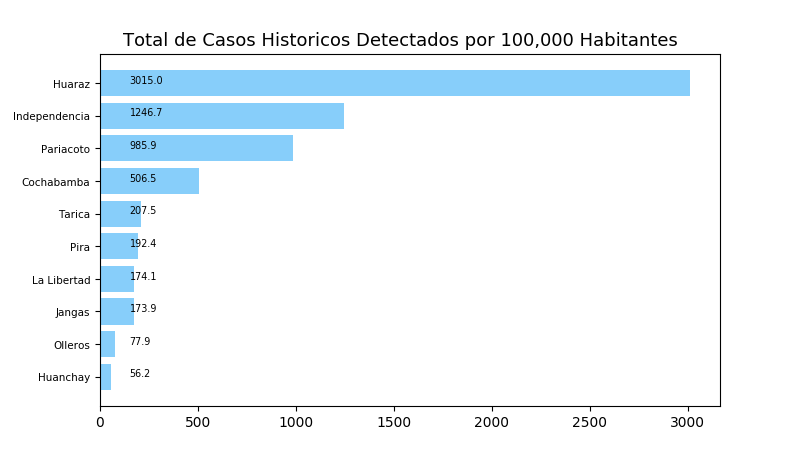 Total de Casos Historicos Detectados por 100,000 Habitantes
Huaraz 3015.0
Independencia 1246.7
Pariacoto 985.9
Cochabamba 506.5
Tarica 207.5
Pira 192.4
La Libertad 174.1
Jangas 173.9
Olleros 77.9
Huanchay 56.2
0 500 1000 1500 2000 2500 3000